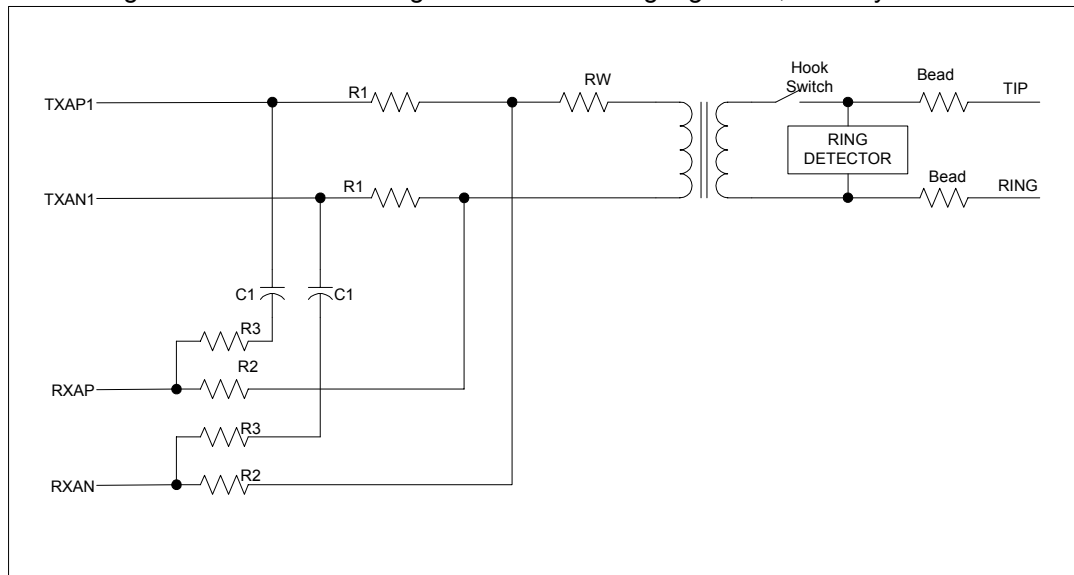 TXAP1
R1
RW
Hook
Switch
Bead
TIP
RING
DETECTOR
TXAN1
R1
Bead
RING
C1
C1
R3
R2
RXAP
R3
RXAN
R2